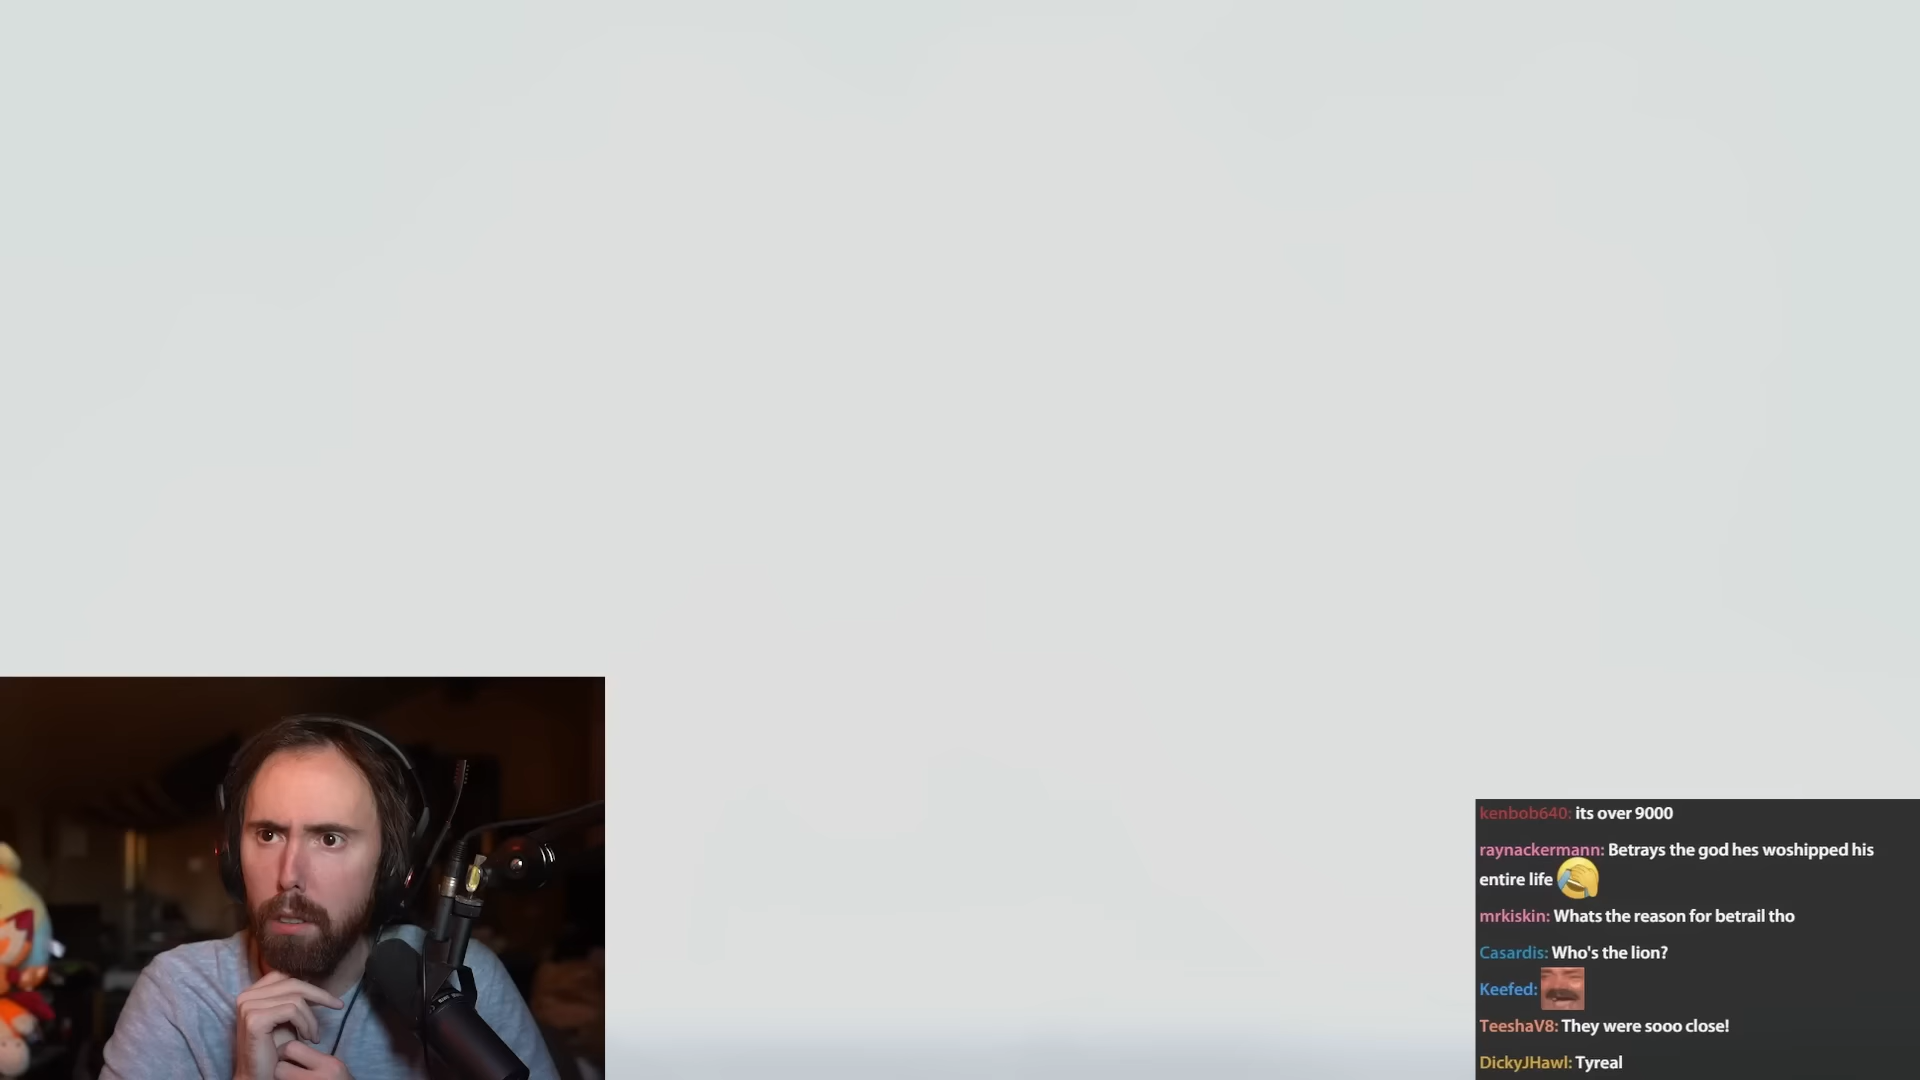 kenbob640: its over 9000
raynackermann: Betrays the god hes woshipped his
entire life
mrkiskin: Whats the reason for betrail tho
Casardis: Who's the lion?
Keefed:
TeeshaV8: They were sooo close!
DickyJHawl: Tyreal